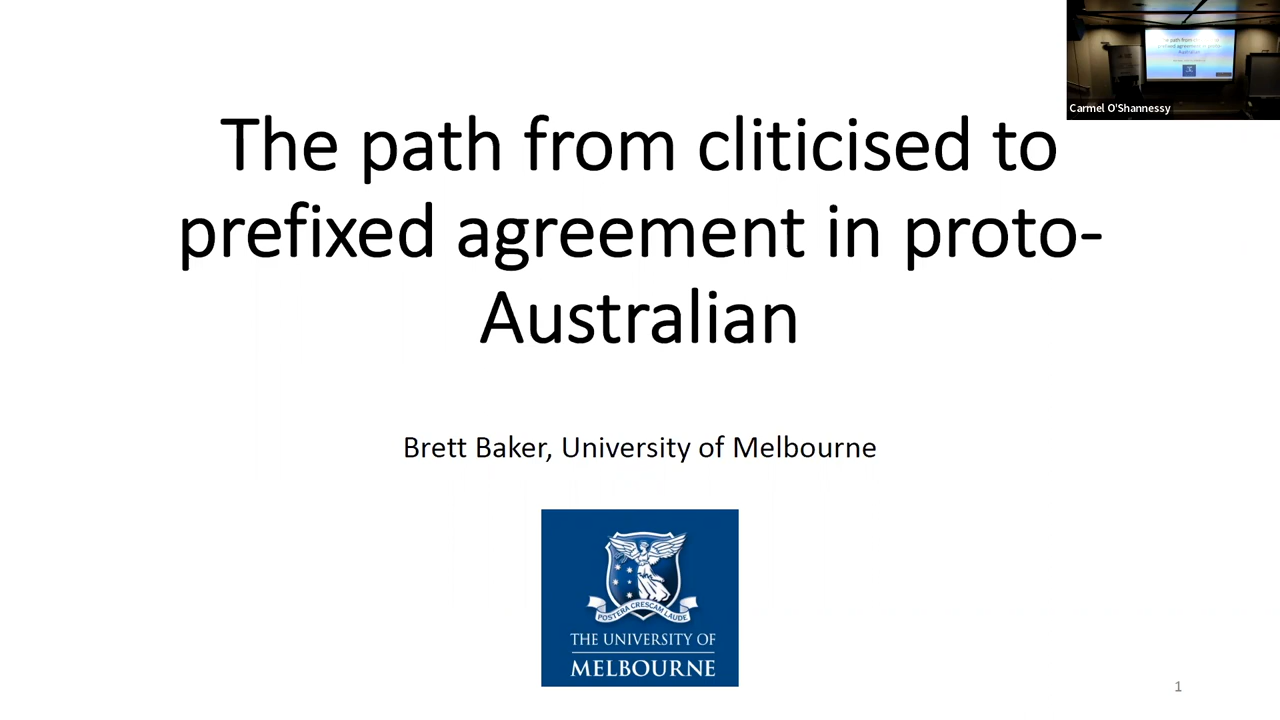 The path from cliticised to
prefixed agreement in proto-
Australian
Brett Baker, University of Melbourne
POSTERA CRESCAM LAUDE
THE UNIVERSITY OF
MELBOURNE
1
Carmel O'Shannessy